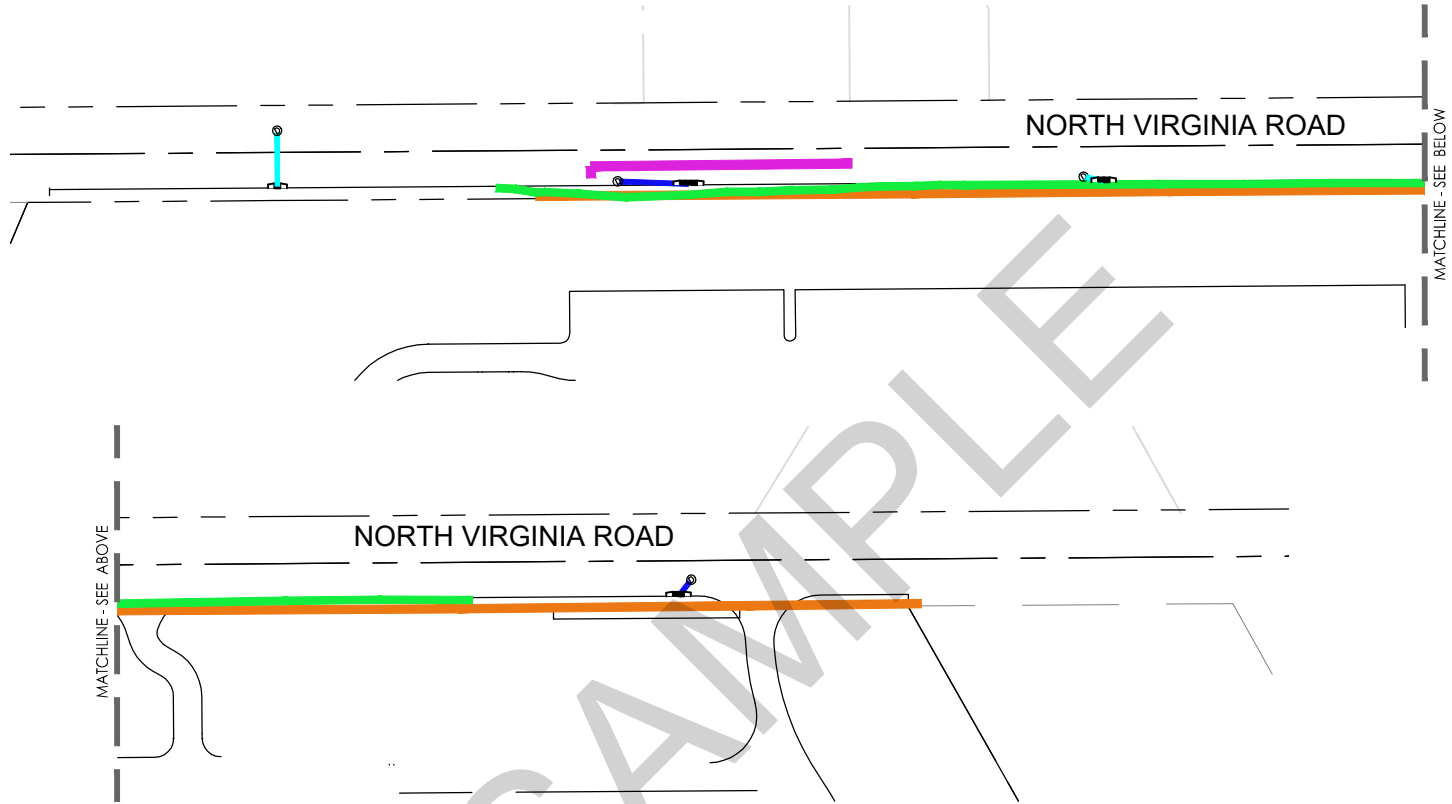 NORTH VIRGINIA ROAD
MATCHLINE - SEE BELOW
MATCHLINE - SEE ABOVE
NORTH VIRGINIA ROAD
SAMPLE